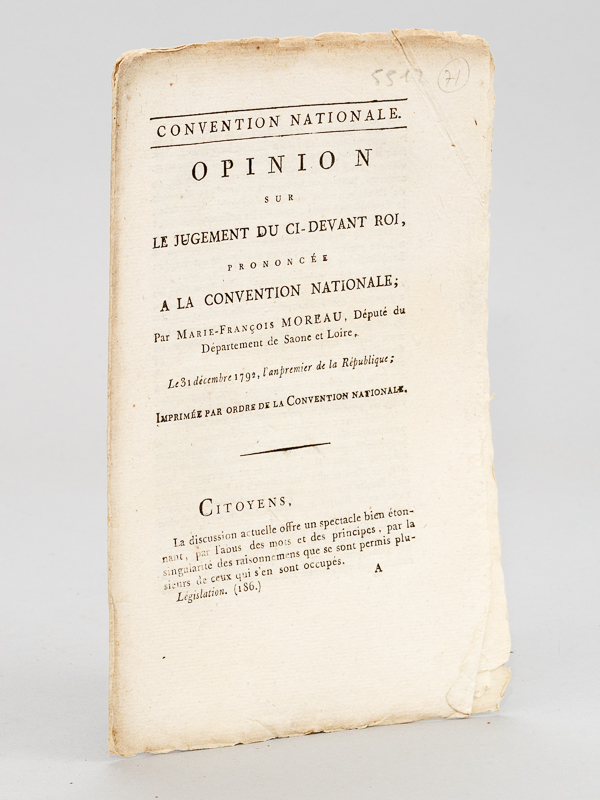 5512 (71)
CONVENTION NATIONALE.
OPINION
SUR
LE JUGEMENT DU CI-DEVANT ROI,
PRONONCÉE
A LA CONVENTION NATIONALE;
Par MARIE-FRANÇOIS MOREAU, Député du
Département de Saone et Loire,
Le 31 décembre 1792, l'an premier de la République;
IMPRIMÉE PAR ORDRE DE LA CONVENTION NATIONALE.
CITOYENS,
La discussion actuelle offre un spectacle bien éton-
nant, par l'abus des mots et des principes, par la
singularité des raisonnemens que se sont permis plu-
sieurs de ceux qui s'en sont occupés.
Législation. (186.) A